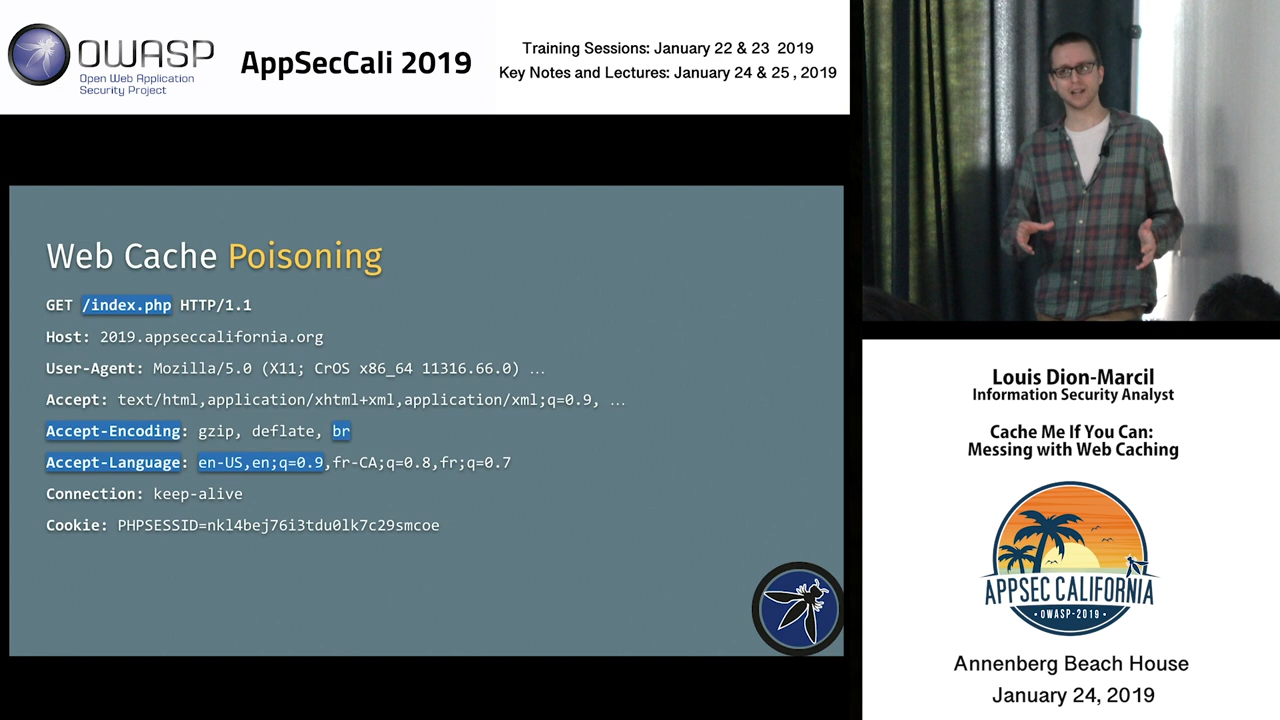 OWASP
Open Web Application
Security Project
AppSecCali 2019
Training Sessions: January 22 & 23 2019
Key Notes and Lectures: January 24 & 25 , 2019
Web Cache Poisoning
GET /index.php HTTP/1.1
Host: 2019.appseccalifornia.org
User-Agent: Mozilla/5.0 (X11; CrOS x86_64 11316.66.0) …
Accept: text/html,application/xhtml+xml,application/xml;q=0.9, …
Accept-Encoding: gzip, deflate, br
Accept-Language: en-US,en;q=0.9,fr-CA;q=0.8,fr;q=0.7
Connection: keep-alive
Cookie: PHPSESSID=nkl4bej76i3tdu0lk7c29smcoe
Louis Dion-Marcil
Information Security Analyst
Cache Me If You Can:
Messing with Web Caching
APPSEC CALIFORNIA
• OWASP-2019 •
Annenberg Beach House
January 24, 2019